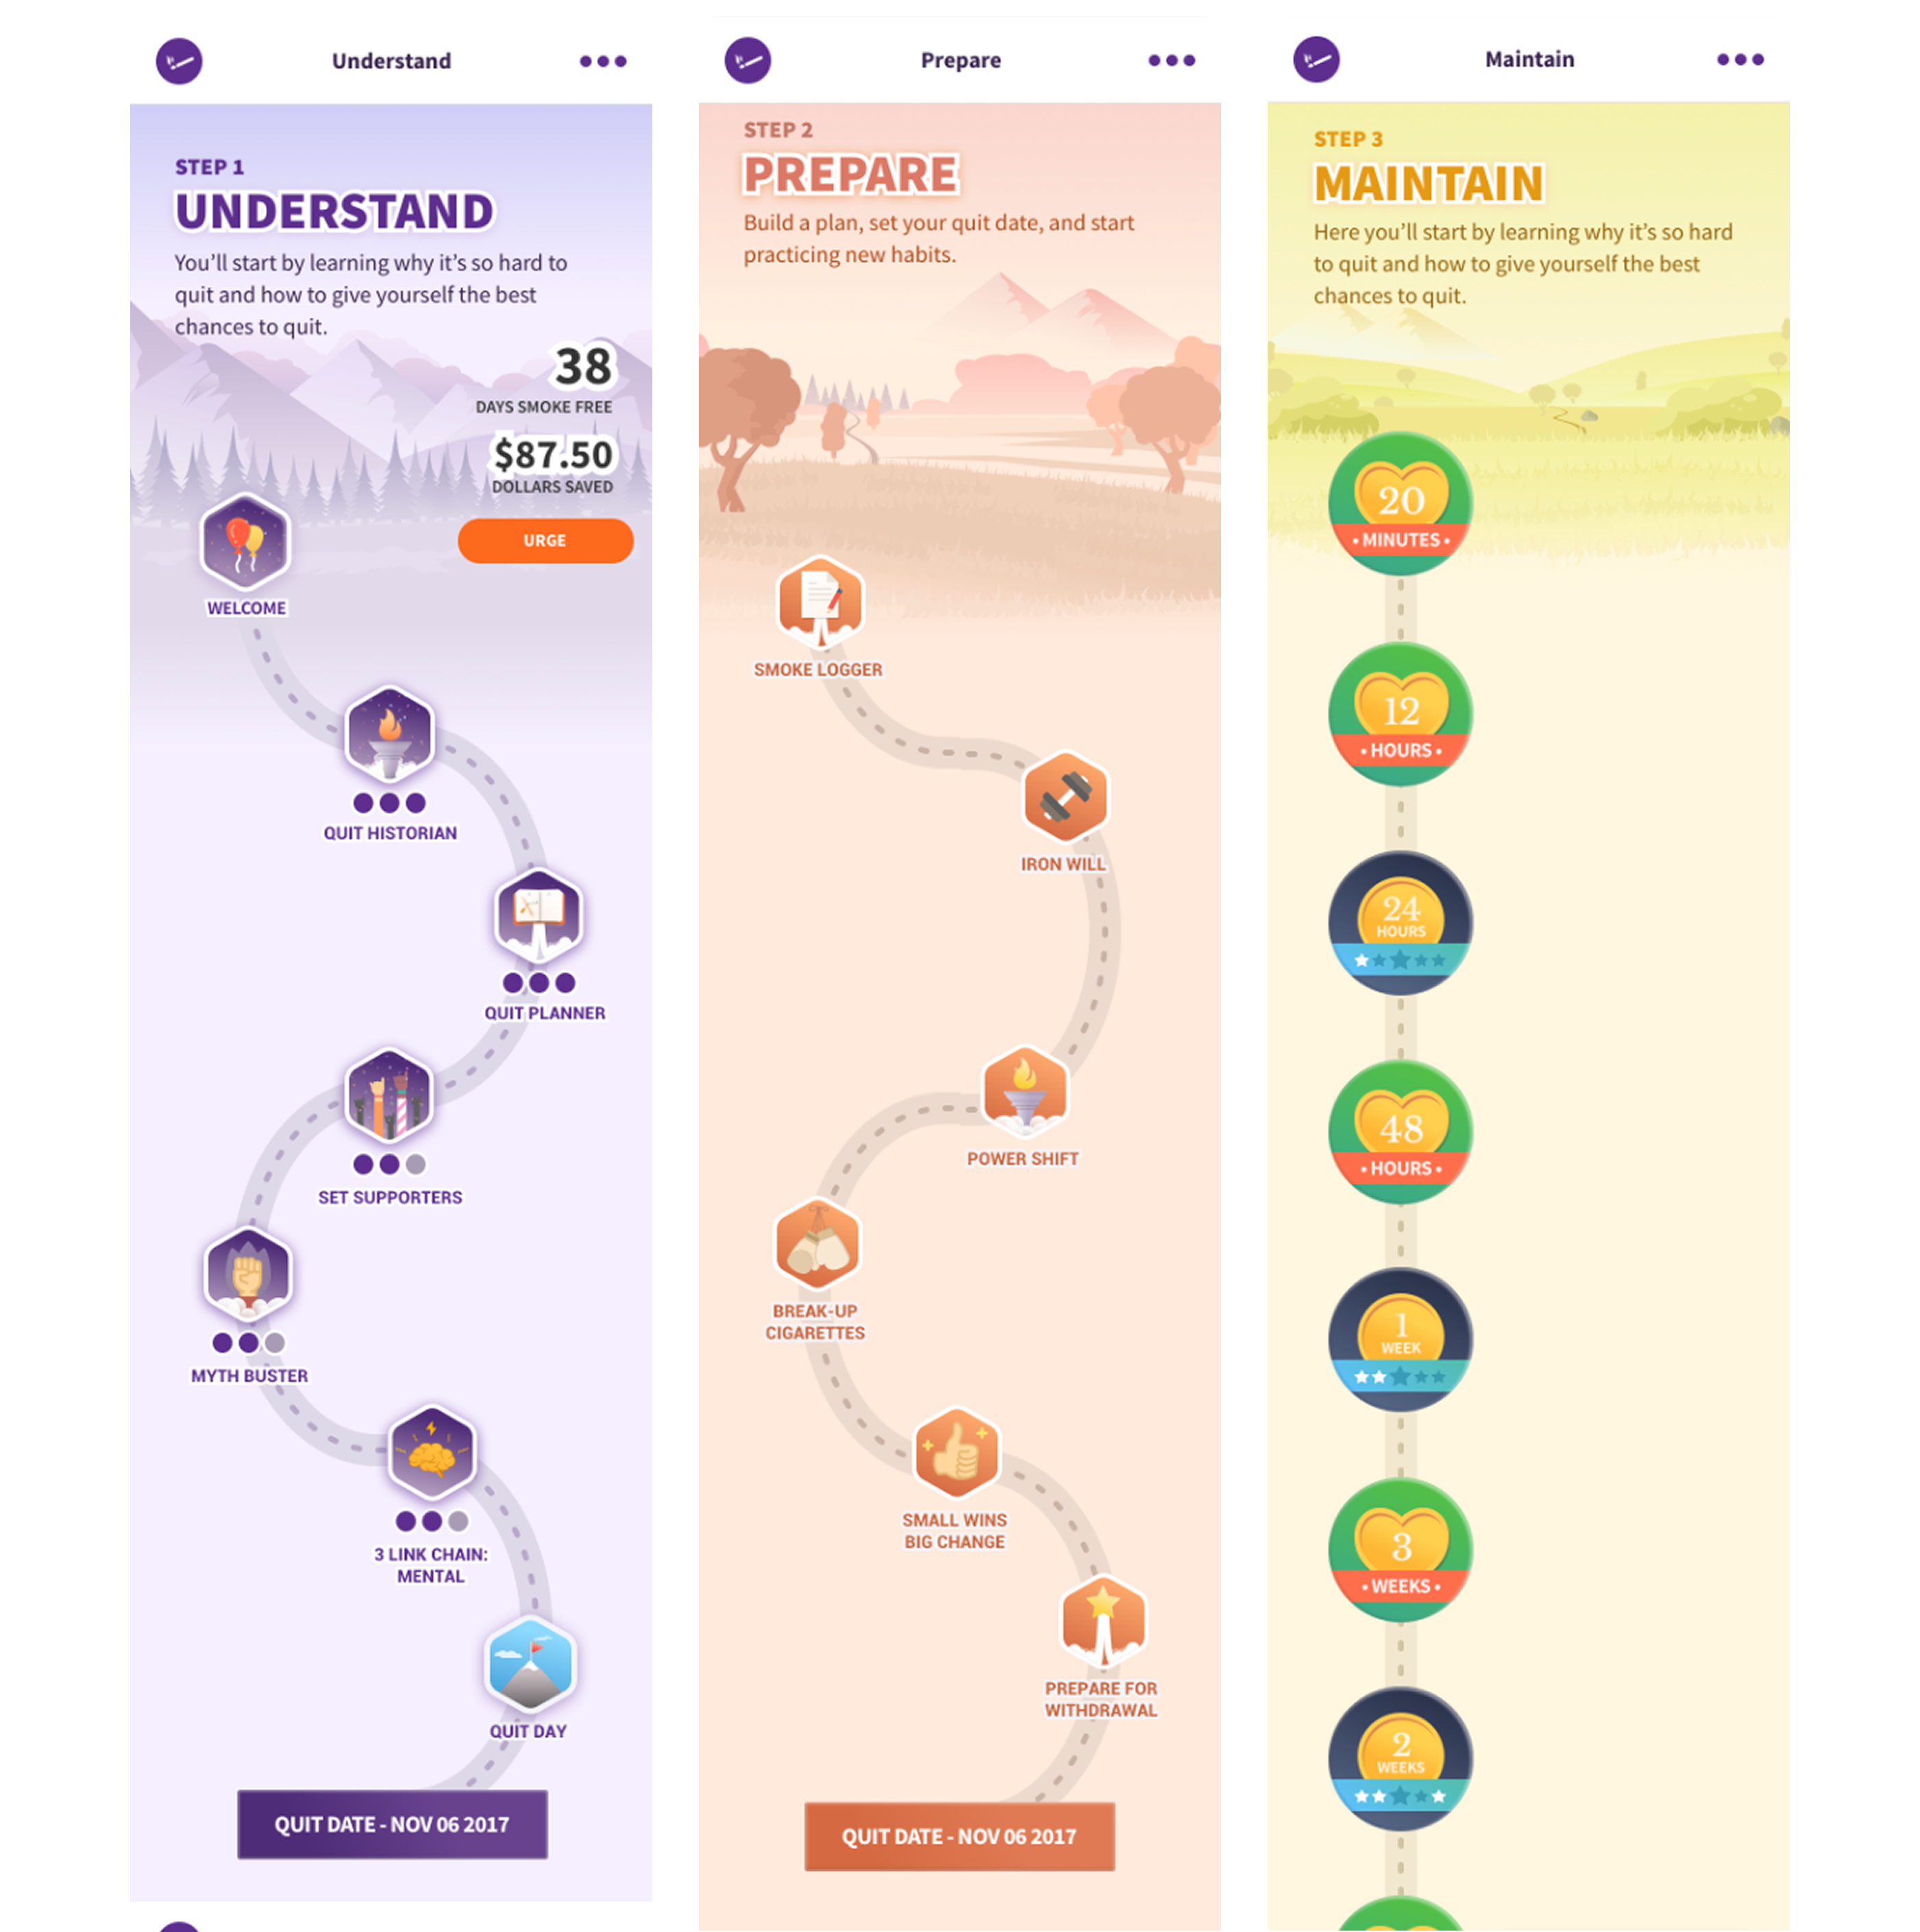 Understand
STEP 1
UNDERSTAND
You’ll start by learning why it’s so hard to
quit and how to give yourself the best
chances to quit.
38
DAYS SMOKE FREE
$87.50
DOLLARS SAVED
URGE
WELCOME
QUIT HISTORIAN
QUIT PLANNER
SET SUPPORTERS
MYTH BUSTER
3 LINK CHAIN:
MENTAL
QUIT DAY
QUIT DATE - NOV 06 2017
Prepare
STEP 2
PREPARE
Build a plan, set your quit date, and start
practicing new habits.
SMOKE LOGGER
IRON WILL
POWER SHIFT
BREAK-UP
CIGARETTES
SMALL WINS
BIG CHANGE
PREPARE FOR
WITHDRAWAL
QUIT DATE - NOV 06 2017
Maintain
STEP 3
MAINTAIN
Here you’ll start by learning why it’s so hard
to quit and how to give yourself the best
chances to quit.
20
• MINUTES •
12
• HOURS •
24
HOURS
48
• HOURS •
1
WEEK
3
• WEEKS •
2
WEEKS